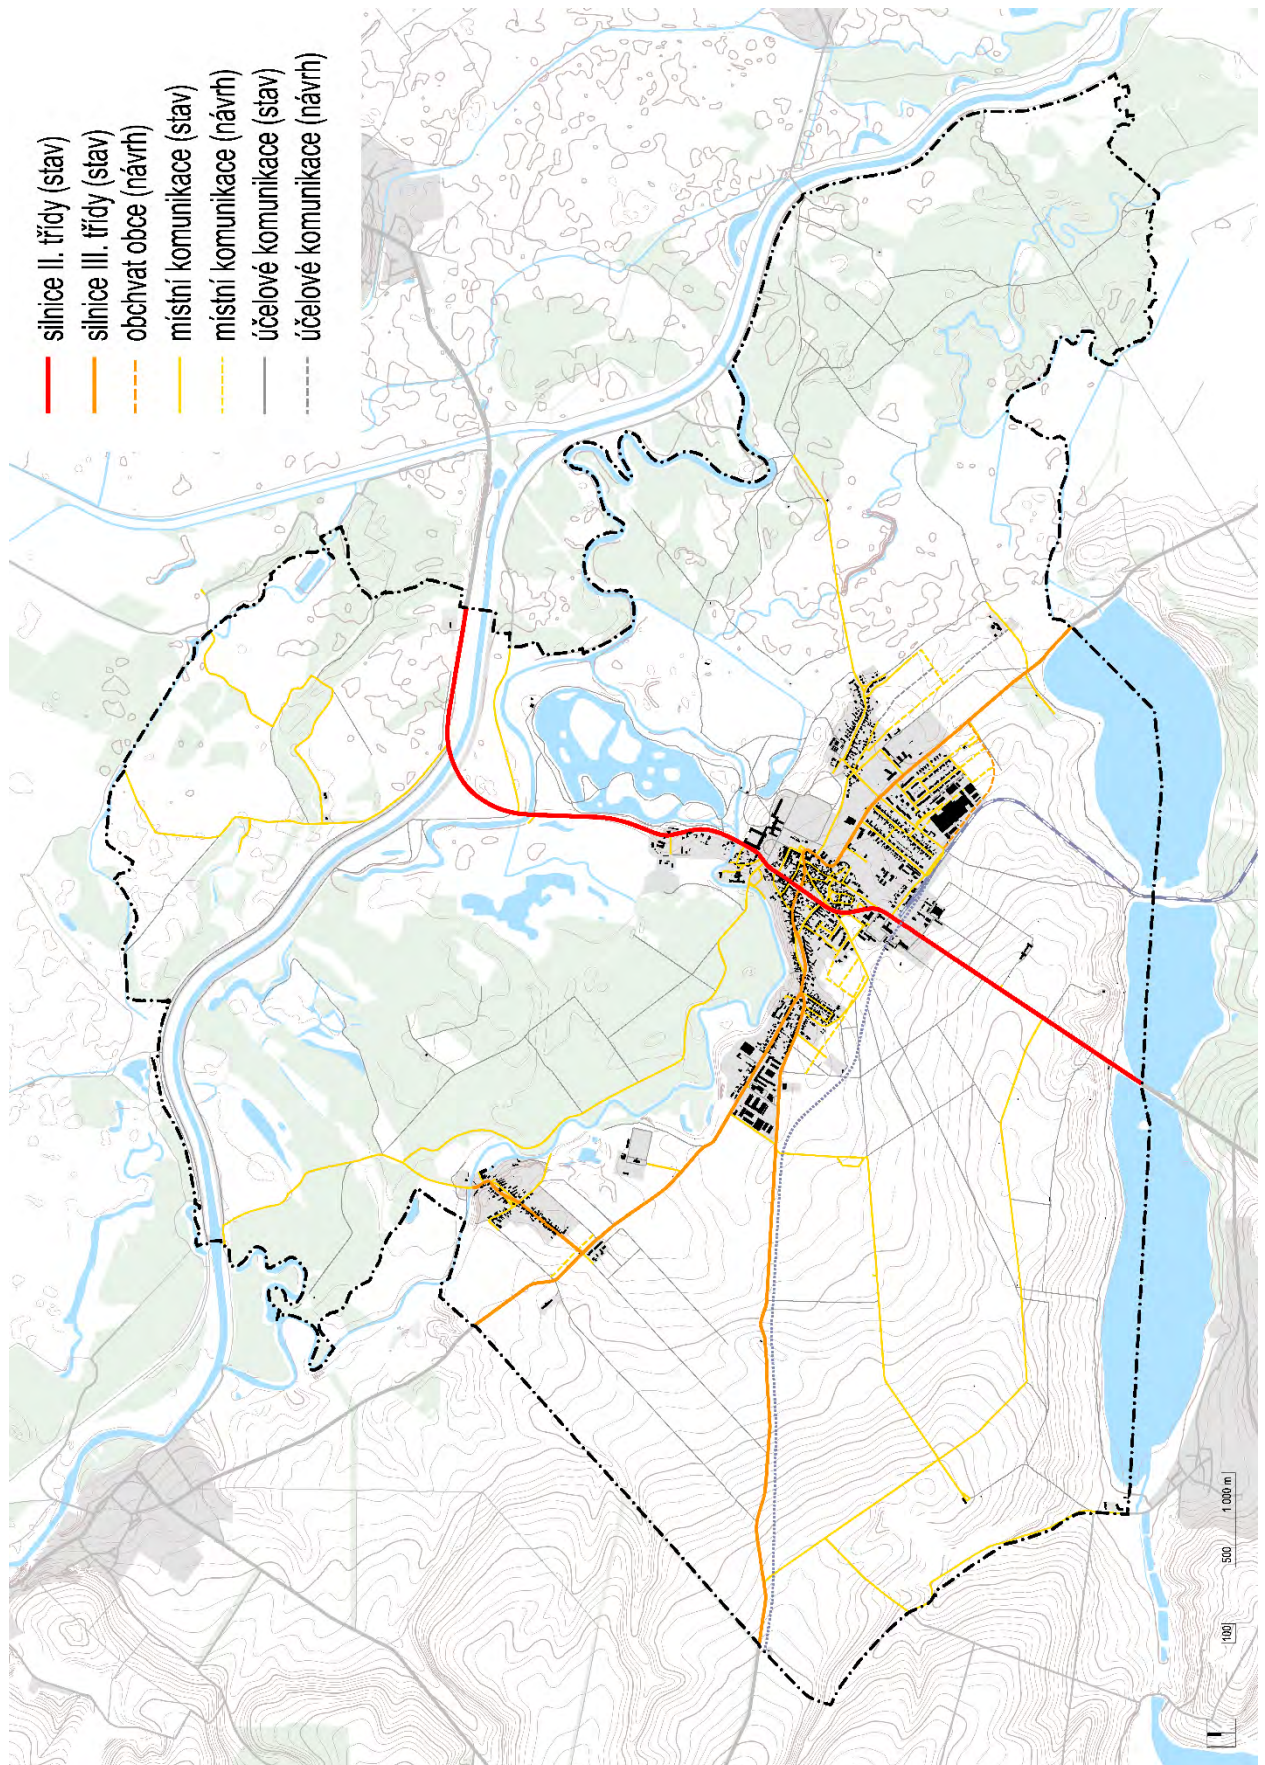 silnice II. třídy (stav)
silnice III. třídy (stav)
obchvat obce (návrh)
místní komunikace (stav)
místní komunikace (návrh)
účelové komunikace (stav)
účelové komunikace (návrh)
100
500
1 000 m